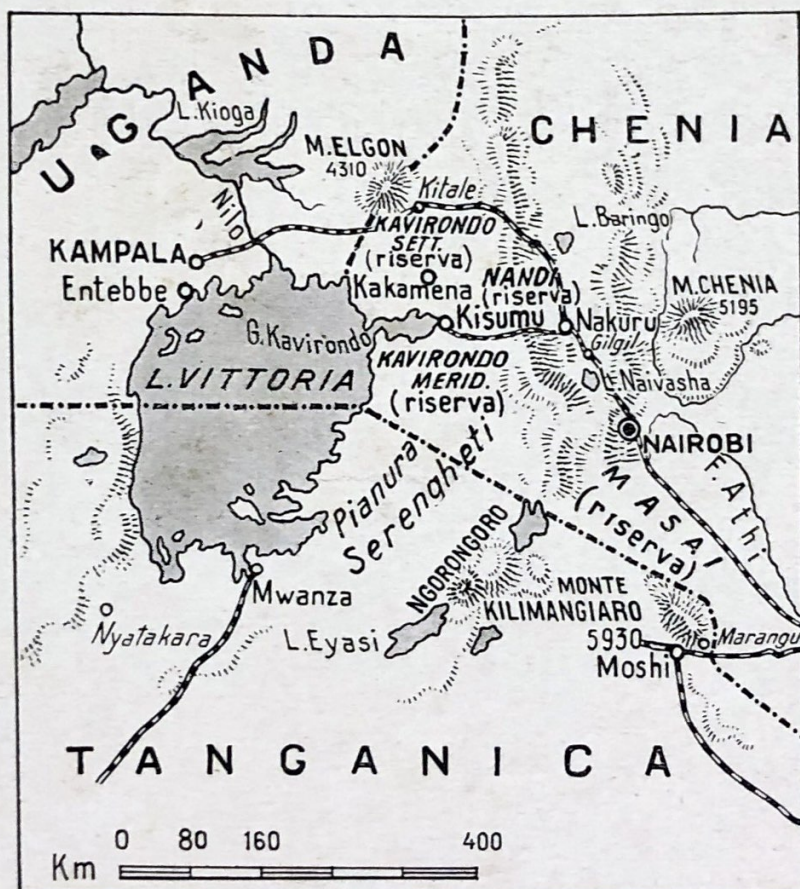 UGANDA
L.Kioga
M.ELGON
4310
CHENIA
Kitale
Nilo
KAVIRONDO
SETT.
(riserva)
L.Baringo
KAMPALA
Entebbe
Kakamena
NANDI
(riserva)
M.CHENIA
5195
G.Kavirondo
Kisumu
Nakuru
Gilgil
L.VITTORIA
KAVIRONDO
MERID.
(riserva)
L.Naivasha
NAIROBI
Pianura
Serengheti
MASAI
(riserva)
F.Athi
NGORONGORO
Mwanza
MONTE
KILIMANGIARO
5930
Nyatakara
L.Eyasi
Marangu
Moshi
TANGANICA
0 80 160 400
Km